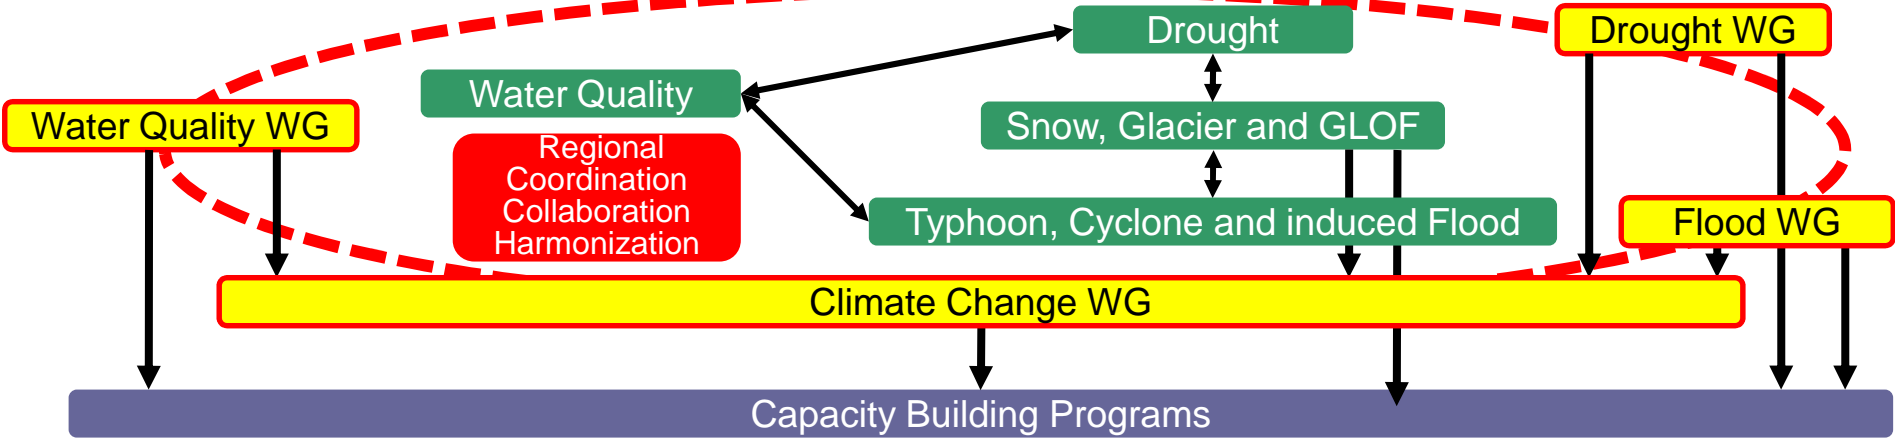 Drought
Drought WG
Water Quality
Water Quality WG
Snow, Glacier and GLOF
Regional
Coordination
Collaboration
Harmonization
Typhoon, Cyclone and induced Flood
Flood WG
Climate Change WG
Capacity Building Programs